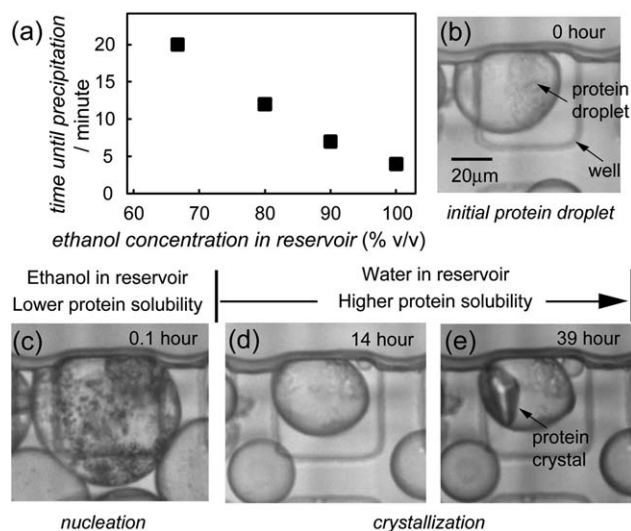 (a)
time until precipitation
/ minute
20
15
10
5
0
60
70
80
90
100
ethanol concentration in reservoir (% v/v)
(b)
0 hour
protein
droplet
well
20μm
initial protein droplet
Ethanol in reservoir
Lower protein solubility
Water in reservoir
Higher protein solubility
(c)
0.1 hour
(d)
14 hour
(e)
39 hour
protein
crystal
nucleation
crystallization